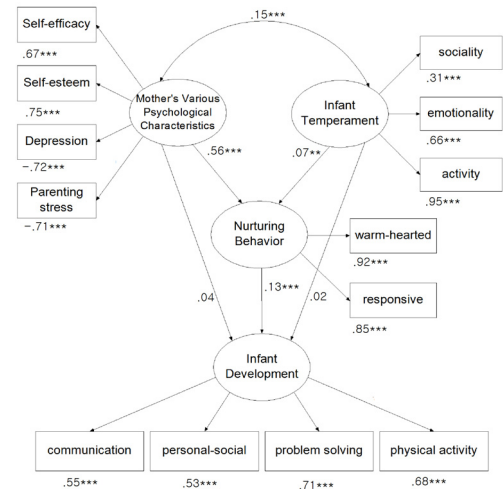 .15***
Self-efficacy
.67***
Self-esteem
.75***
Depression
-.72***
Parenting
stress
-.71***
Mother's Various
Psychological
Characteristics
Infant
Temperament
sociality
.31***
emotionality
.66***
activity
.95***
.56***
.07**
Nurturing
Behavior
warm-hearted
.92***
responsive
.85***
.04
.13***
.02
Infant
Development
communication
.55***
personal-social
.53***
problem solving
.71***
physical activity
.68***